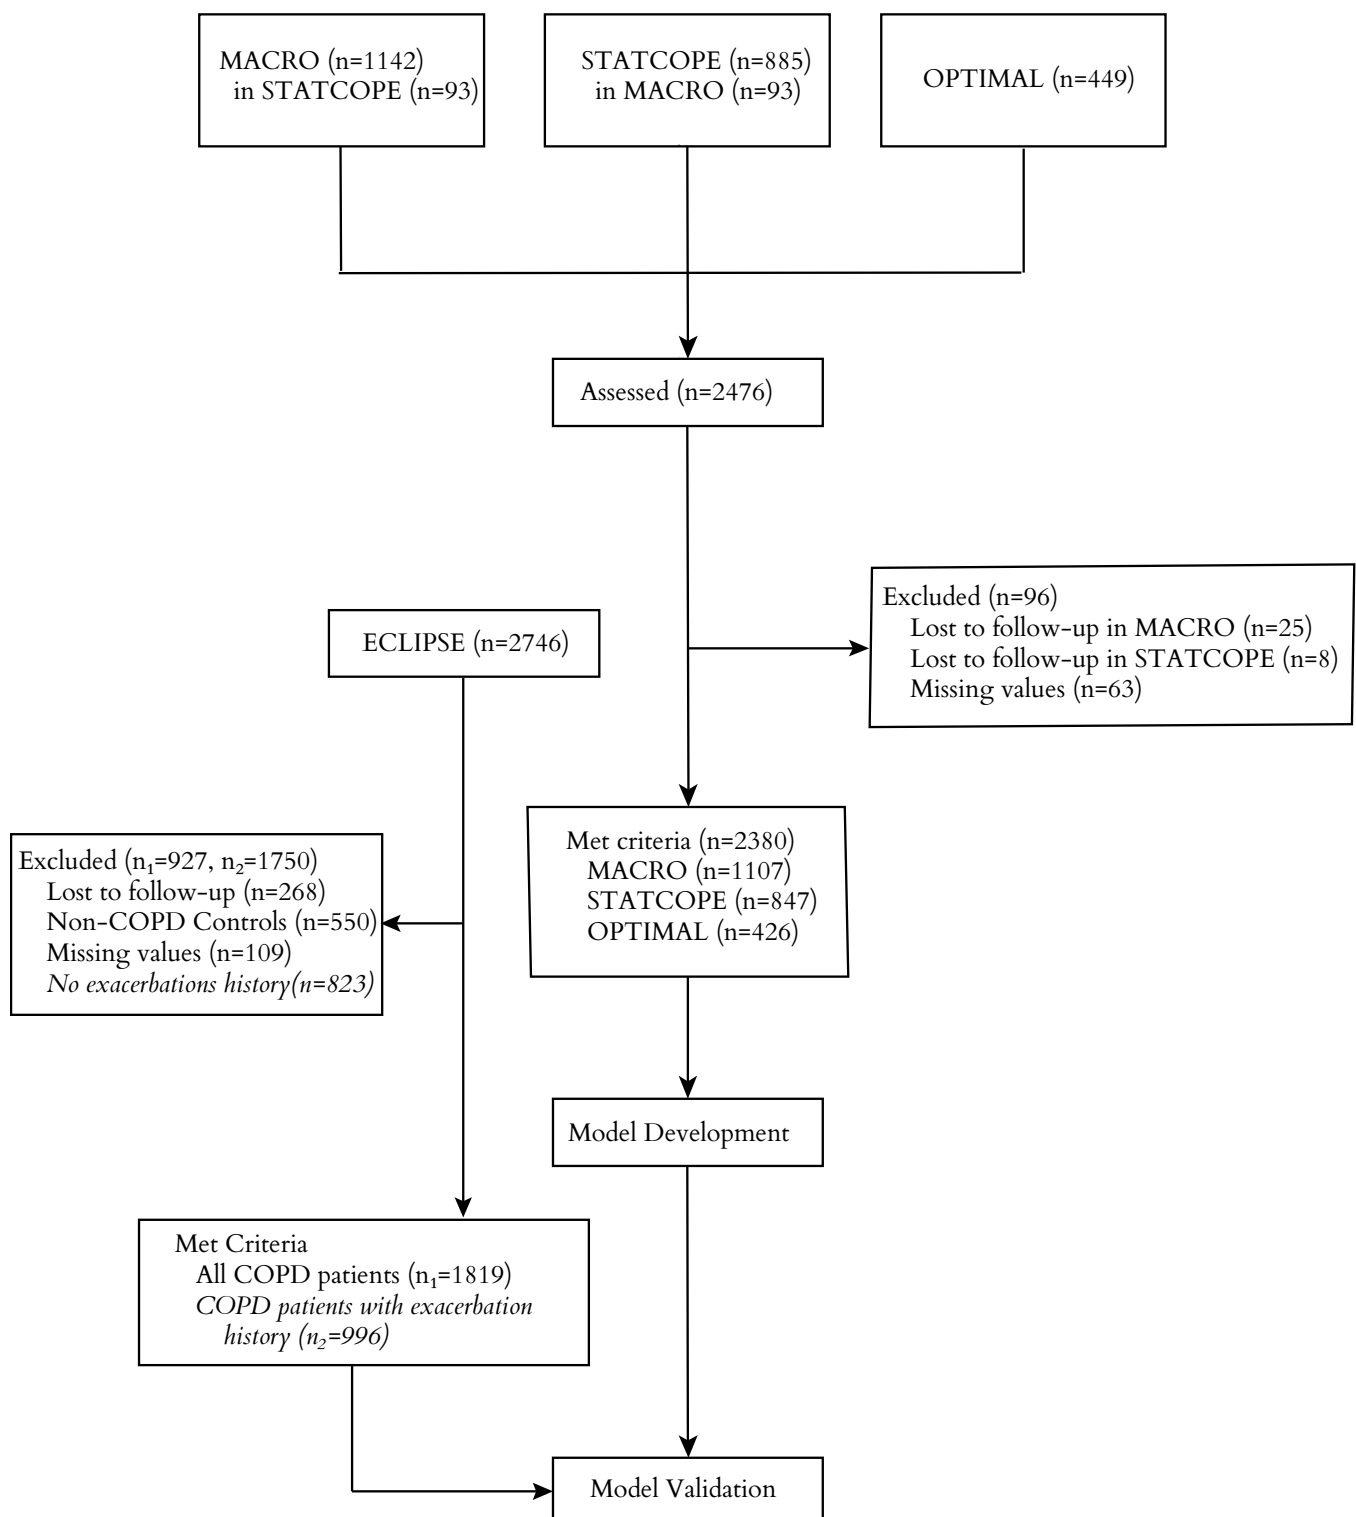 MACRO (n=1142)
in STATCOPE (n=93)
STATCOPE (n=885)
in MACRO (n=93)
OPTIMAL (n=449)
Assessed (n=2476)
Excluded (n=96)
Lost to follow-up in MACRO (n=25)
Lost to follow-up in STATCOPE (n=8)
Missing values (n=63)
ECLIPSE (n=2746)
Met criteria (n=2380)
MACRO (n=1107)
STATCOPE (n=847)
OPTIMAL (n=426)
Excluded (n₁=927, n₂=1750)
Lost to follow-up (n=268)
Non-COPD Controls (n=550)
Missing values (n=109)
No exacerbations history(n=823)
Model Development
Met Criteria
All COPD patients (n₁=1819)
COPD patients with exacerbation
history (n₂=996)
Model Validation